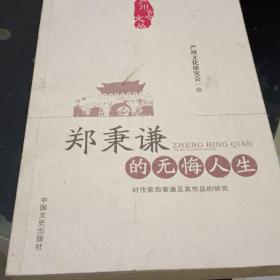 严州文化研究会
郑秉谦
ZHENG BING QIAN
的无悔人生
对作家郑秉谦及其作品的研究
中国文史出版社